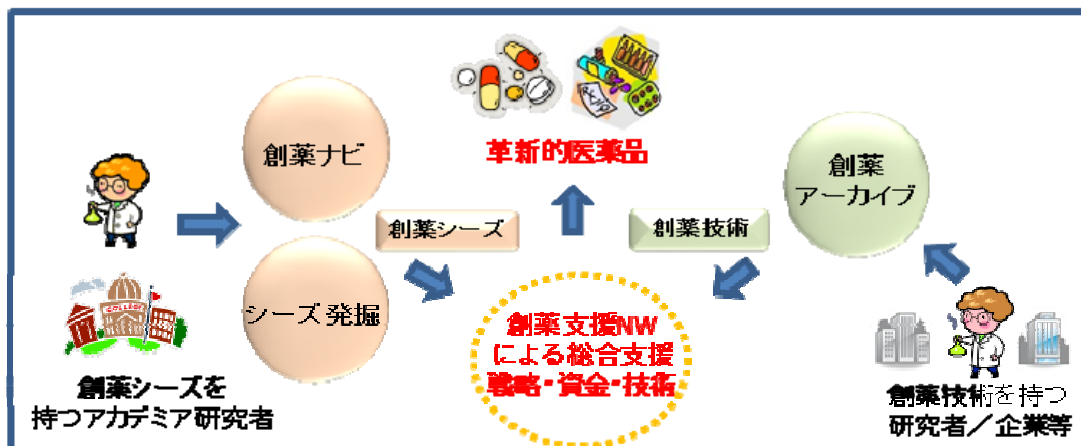 革新的医薬品
創薬ナビ
創薬
アーカイブ
創薬シーズ
創薬技術
シーズ発掘
創薬支援NW
による総合支援
戦略・資金・技術
COLLEGE
創薬シーズを
持つアカデミア研究者
創薬技術を持つ
研究者／企業等